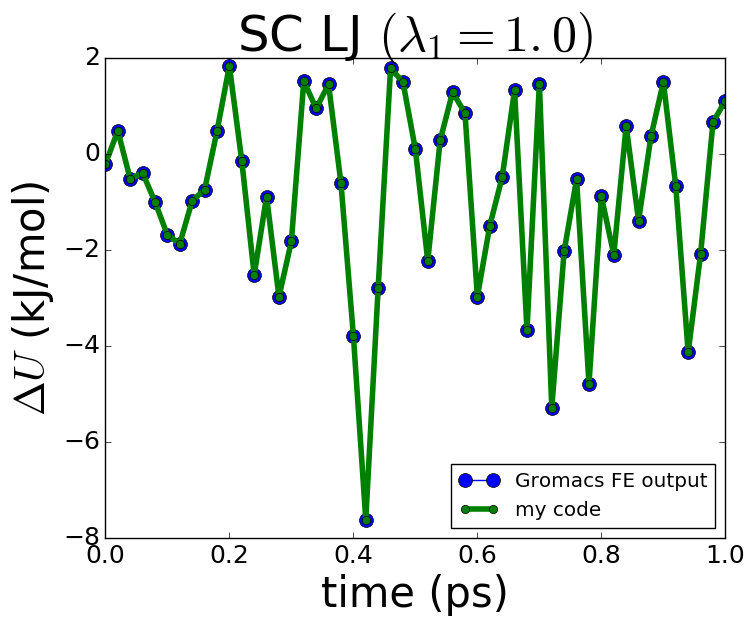 SC LJ (λ₁ = 1.0)
2
0
−2
−4
−6
−8
ΔU (kJ/mol)
Gromacs FE output
my code
0.0 0.2 0.4 0.6 0.8 1.0
time (ps)